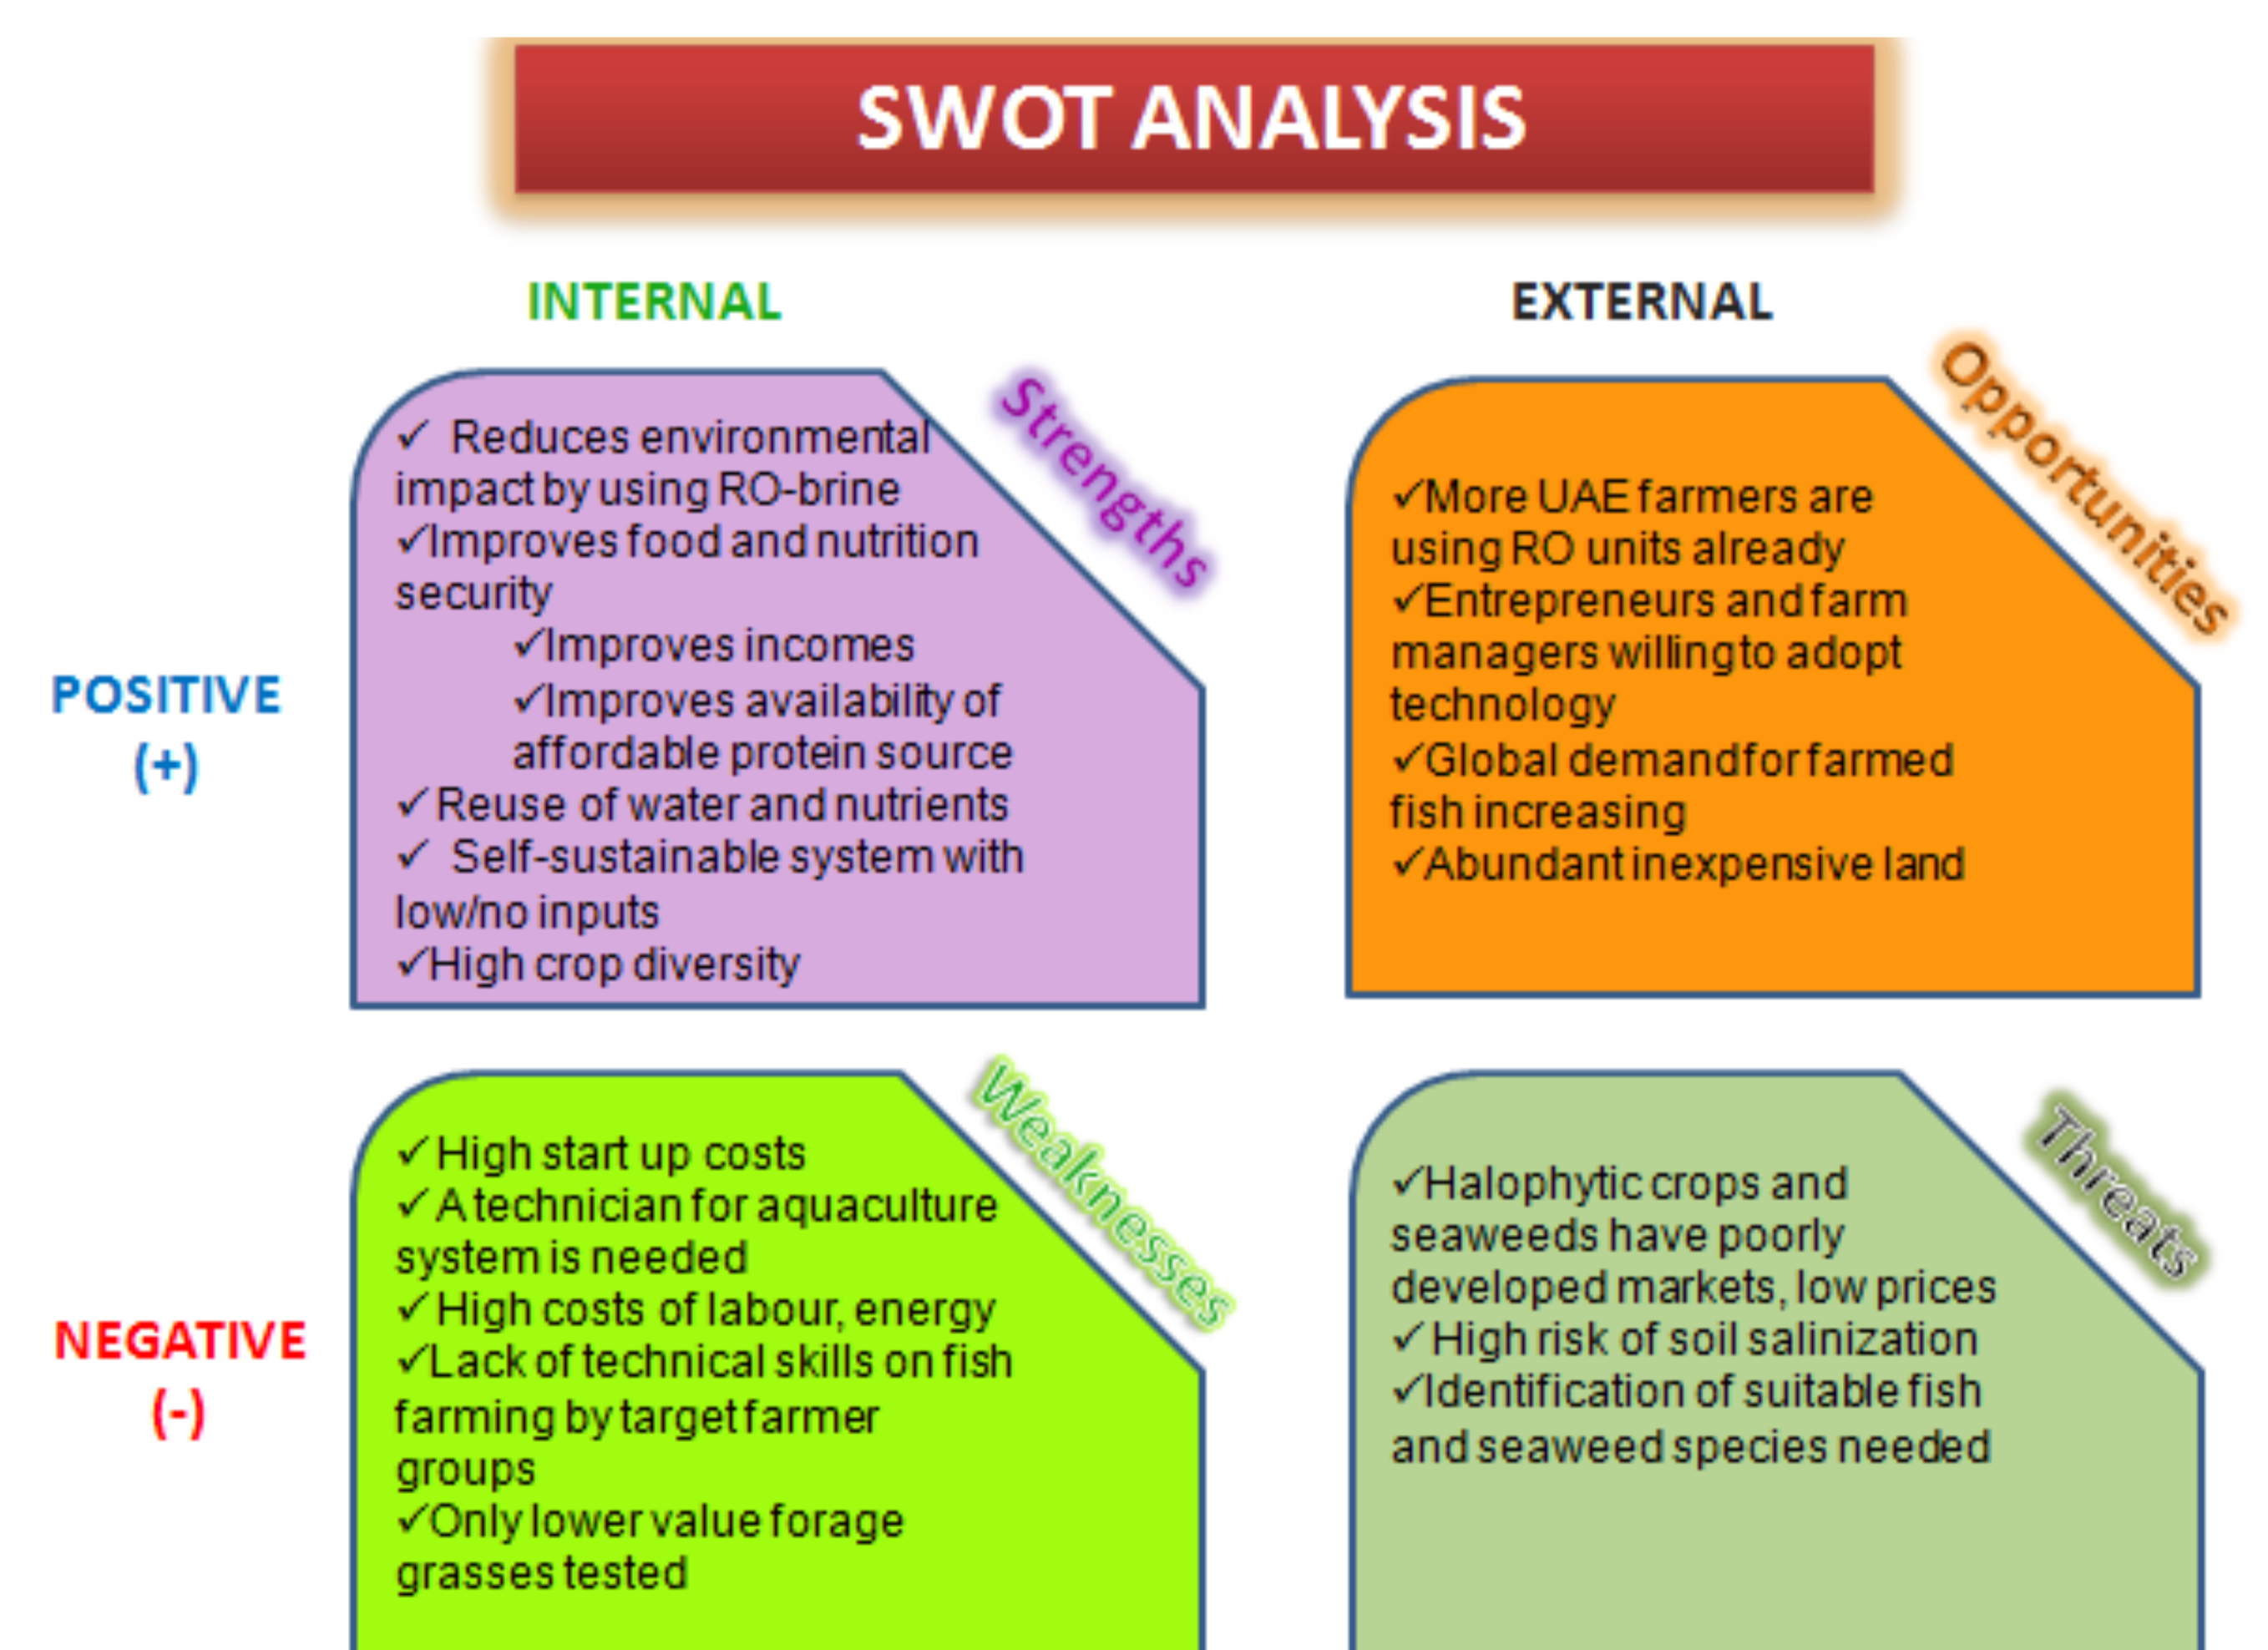 SWOT ANALYSIS
INTERNAL
EXTERNAL
POSITIVE
(+)
Strengths
✓ Reduces environmental
impact by using RO-brine
✓Improves food and nutrition
security
✓Improves incomes
✓Improves availability of
affordable protein source
✓Reuse of water and nutrients
✓ Self-sustainable system with
low/no inputs
✓High crop diversity
Opportunities
✓More UAE farmers are
using RO units already
✓Entrepreneurs and farm
managers willing to adopt
technology
✓Global demand for farmed
fish increasing
✓Abundant inexpensive land
NEGATIVE
(-)
Weaknesses
✓High start up costs
✓A technician for aquaculture
system is needed
✓High costs of labour, energy
✓Lack of technical skills on fish
farming by target farmer
groups
✓Only lower value forage
grasses tested
Threats
✓Halophytic crops and
seaweeds have poorly
developed markets, low prices
✓High risk of soil salinization
✓Identification of suitable fish
and seaweed species needed